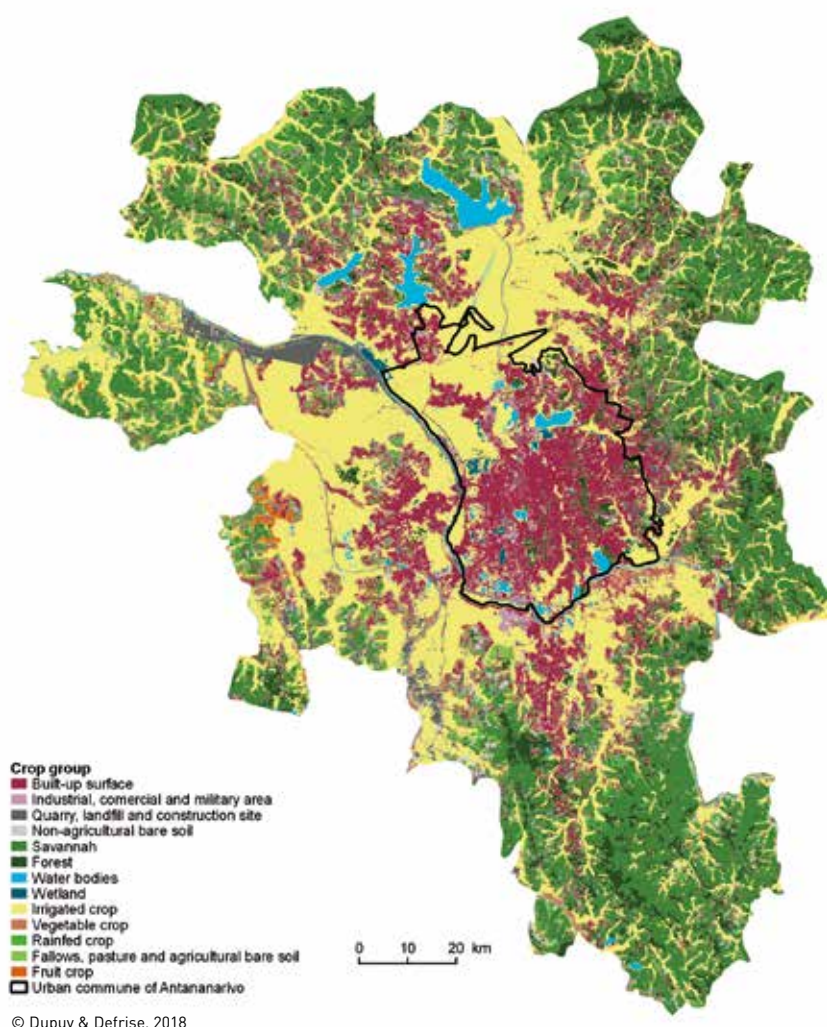 Crop group
Built-up surface
Industrial, comercial and military area
Quarry, landfill and construction site
Non-agricultural bare soil
Savannah
Forest
Water bodies
Wetland
Irrigated crop
Vegetable crop
Rainfed crop
Fallows, pasture and agricultural bare soil
Fruit crop
Urban commune of Antananarivo
0 10 20 km
© Dupuy & Defrise, 2018